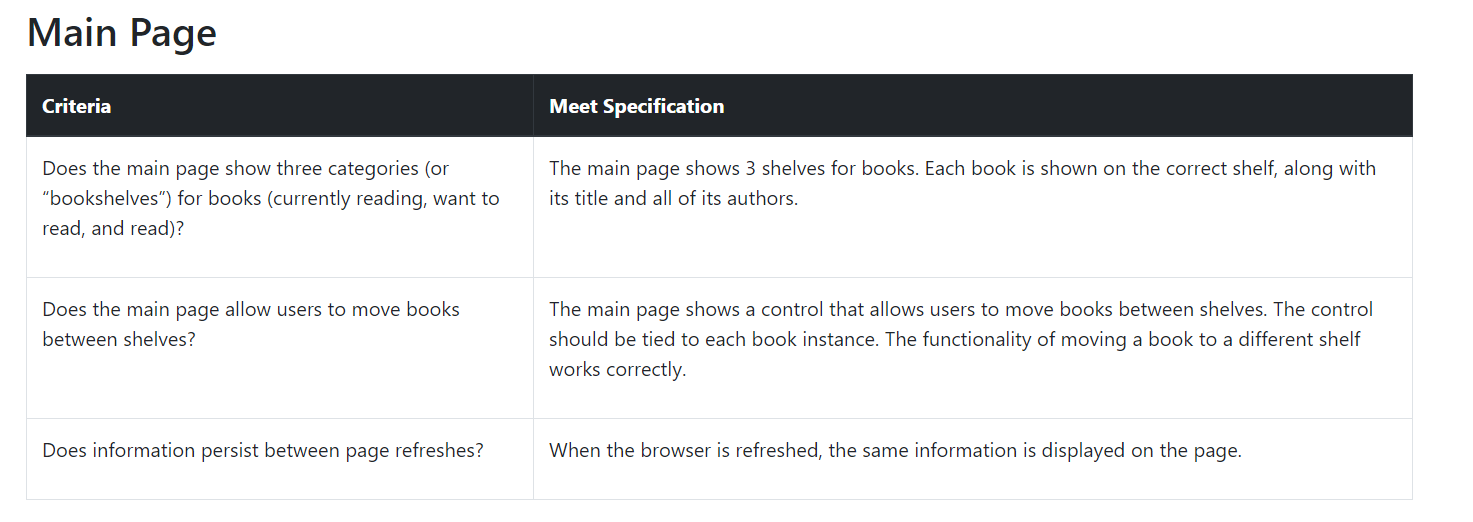 Main Page
Criteria
Meet Specification
Does the main page show three categories (or
“bookshelves”) for books (currently reading, want to
read, and read)?
The main page shows 3 shelves for books. Each book is shown on the correct shelf, along with
its title and all of its authors.
Does the main page allow users to move books
between shelves?
The main page shows a control that allows users to move books between shelves. The control
should be tied to each book instance. The functionality of moving a book to a different shelf
works correctly.
Does information persist between page refreshes?
When the browser is refreshed, the same information is displayed on the page.